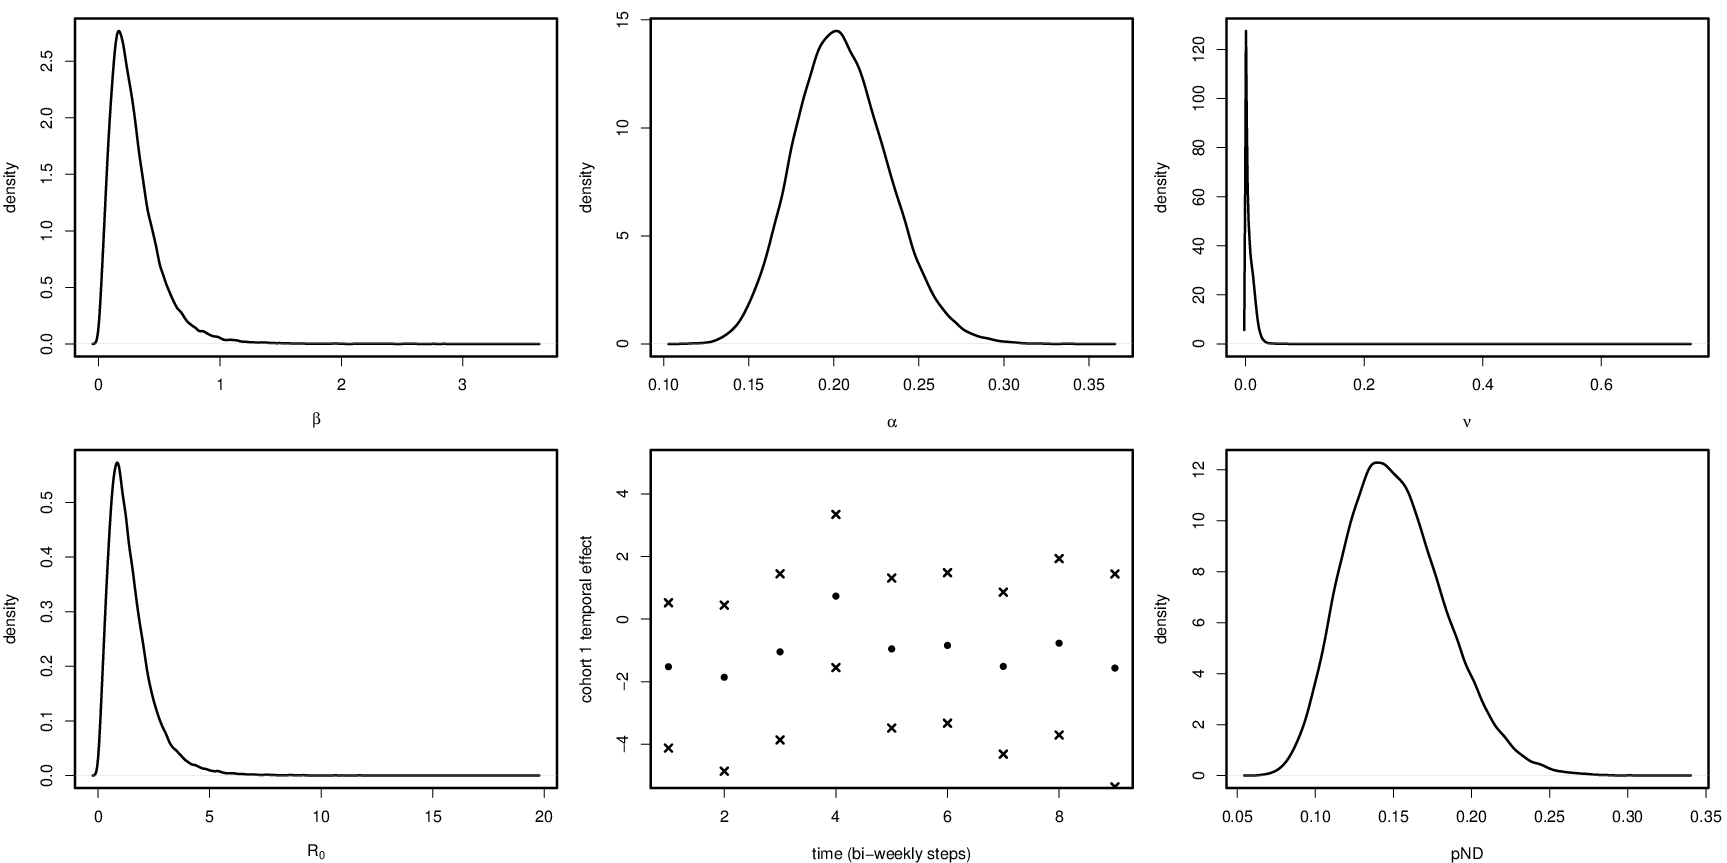 density
0.0 0.5 1.0 1.5 2.0 2.5
0 1 2 3
β
density
0 5 10 15
0.10 0.15 0.20 0.25 0.30 0.35
α
density
0 20 40 60 80 100 120
0.0 0.2 0.4 0.6
ν
density
0.0 0.1 0.2 0.3 0.4 0.5
0 5 10 15 20
R₀
cohort 1 temporal effect
−4 −2 0 2 4
2 4 6 8
time (bi−weekly steps)
density
0 2 4 6 8 10 12
0.05 0.10 0.15 0.20 0.25 0.30 0.35
pND